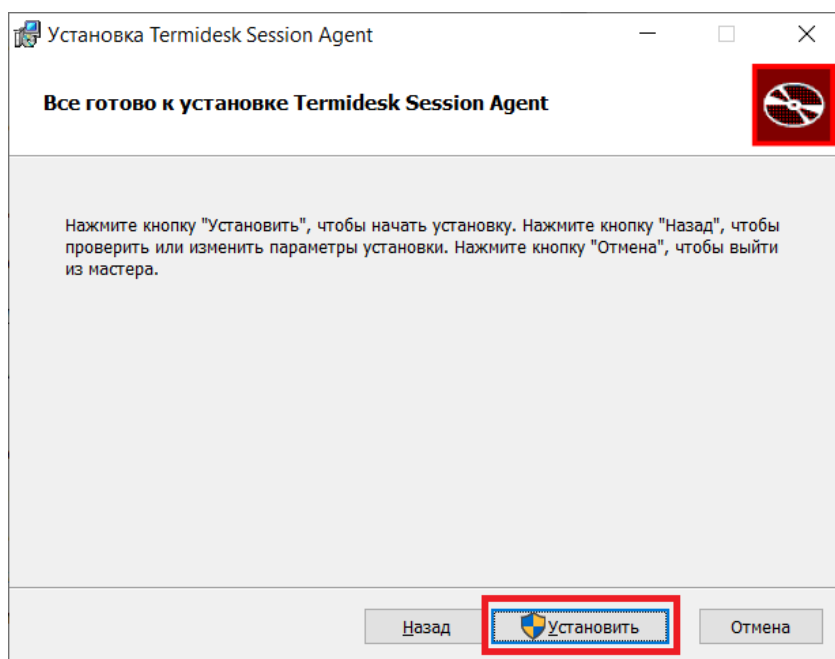 Установка Termidesk Session Agent
Все готово к установке Termidesk Session Agent
Нажмите кнопку "Установить", чтобы начать установку. Нажмите кнопку "Назад", чтобы
проверить или изменить параметры установки. Нажмите кнопку "Отмена", чтобы выйти
из мастера.
Назад
Установить
Отмена